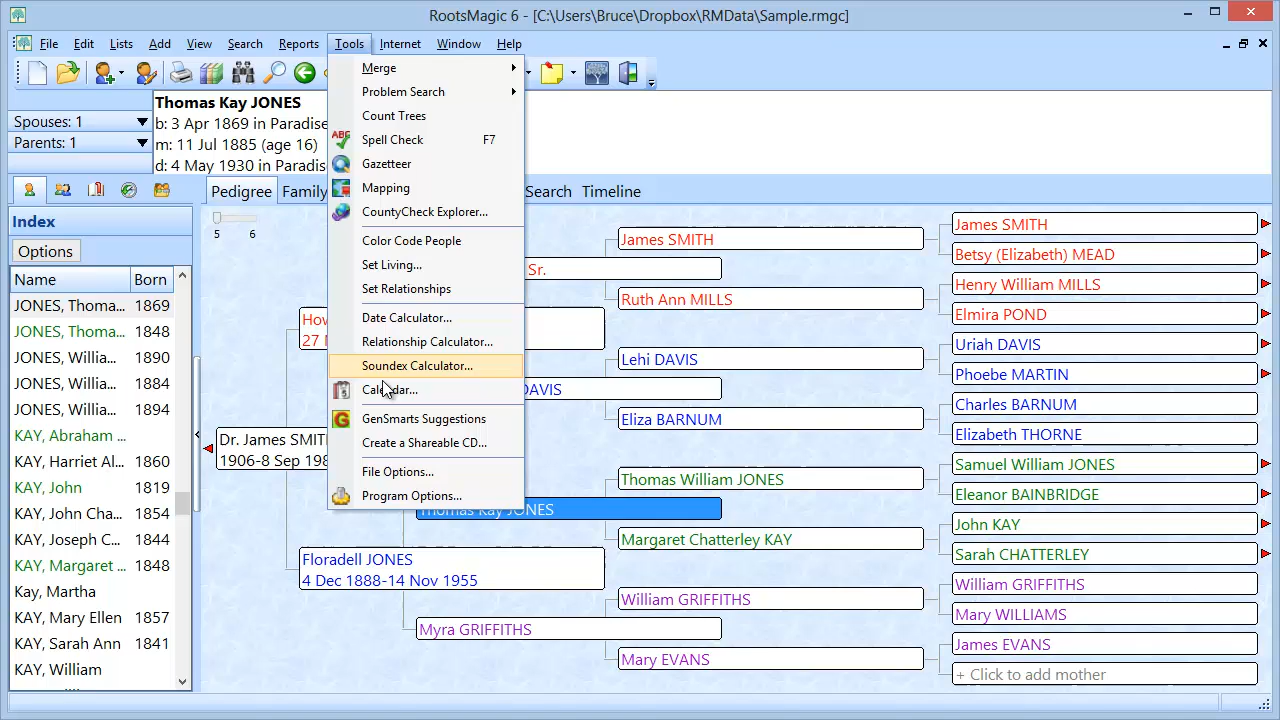 RootsMagic 6 - [C:\Users\Bruce\Dropbox\RMData\Sample.rmgc]
File Edit Lists Add View Search Reports Tools Internet Window Help
Thomas Kay JONES
Spouses: 1
b: 3 Apr 1869 in Paradise
Parents: 1
m: 11 Jul 1885 (age 16)
d: 4 May 1930 in Paradis
Merge
Problem Search
Count Trees
ABC Spell Check F7
Gazetteer
Mapping
CountyCheck Explorer...
Color Code People
Set Living...
Set Relationships
Date Calculator...
Relationship Calculator...
Soundex Calculator...
Calendar...
GenSmarts Suggestions
Create a Shareable CD...
File Options...
Program Options...
Pedigree Family Search Timeline
Index
Options
Name Born
JONES, Thoma... 1869
JONES, Thoma... 1848
JONES, Willia... 1890
JONES, Willia... 1884
JONES, Willia... 1894
KAY, Abraham ...
KAY, Harriet Al... 1860
KAY, John 1819
KAY, John Cha... 1854
KAY, Joseph C... 1844
KAY, Margaret ... 1848
Kay, Martha
KAY, Mary Ellen 1857
KAY, Sarah Ann 1841
KAY, William
5 6
Dr. James SMIT
1906-8 Sep 198
How
27
Floradell JONES
4 Dec 1888-14 Nov 1955
Sr.
DAVIS
Thomas Kay JONES
Myra GRIFFITHS
James SMITH
Ruth Ann MILLS
Lehi DAVIS
Eliza BARNUM
Thomas William JONES
Margaret Chatterley KAY
William GRIFFITHS
Mary EVANS
James SMITH
Betsy (Elizabeth) MEAD
Henry William MILLS
Elmira POND
Uriah DAVIS
Phoebe MARTIN
Charles BARNUM
Elizabeth THORNE
Samuel William JONES
Eleanor BAINBRIDGE
John KAY
Sarah CHATTERLEY
William GRIFFITHS
Mary WILLIAMS
James EVANS
+ Click to add mother